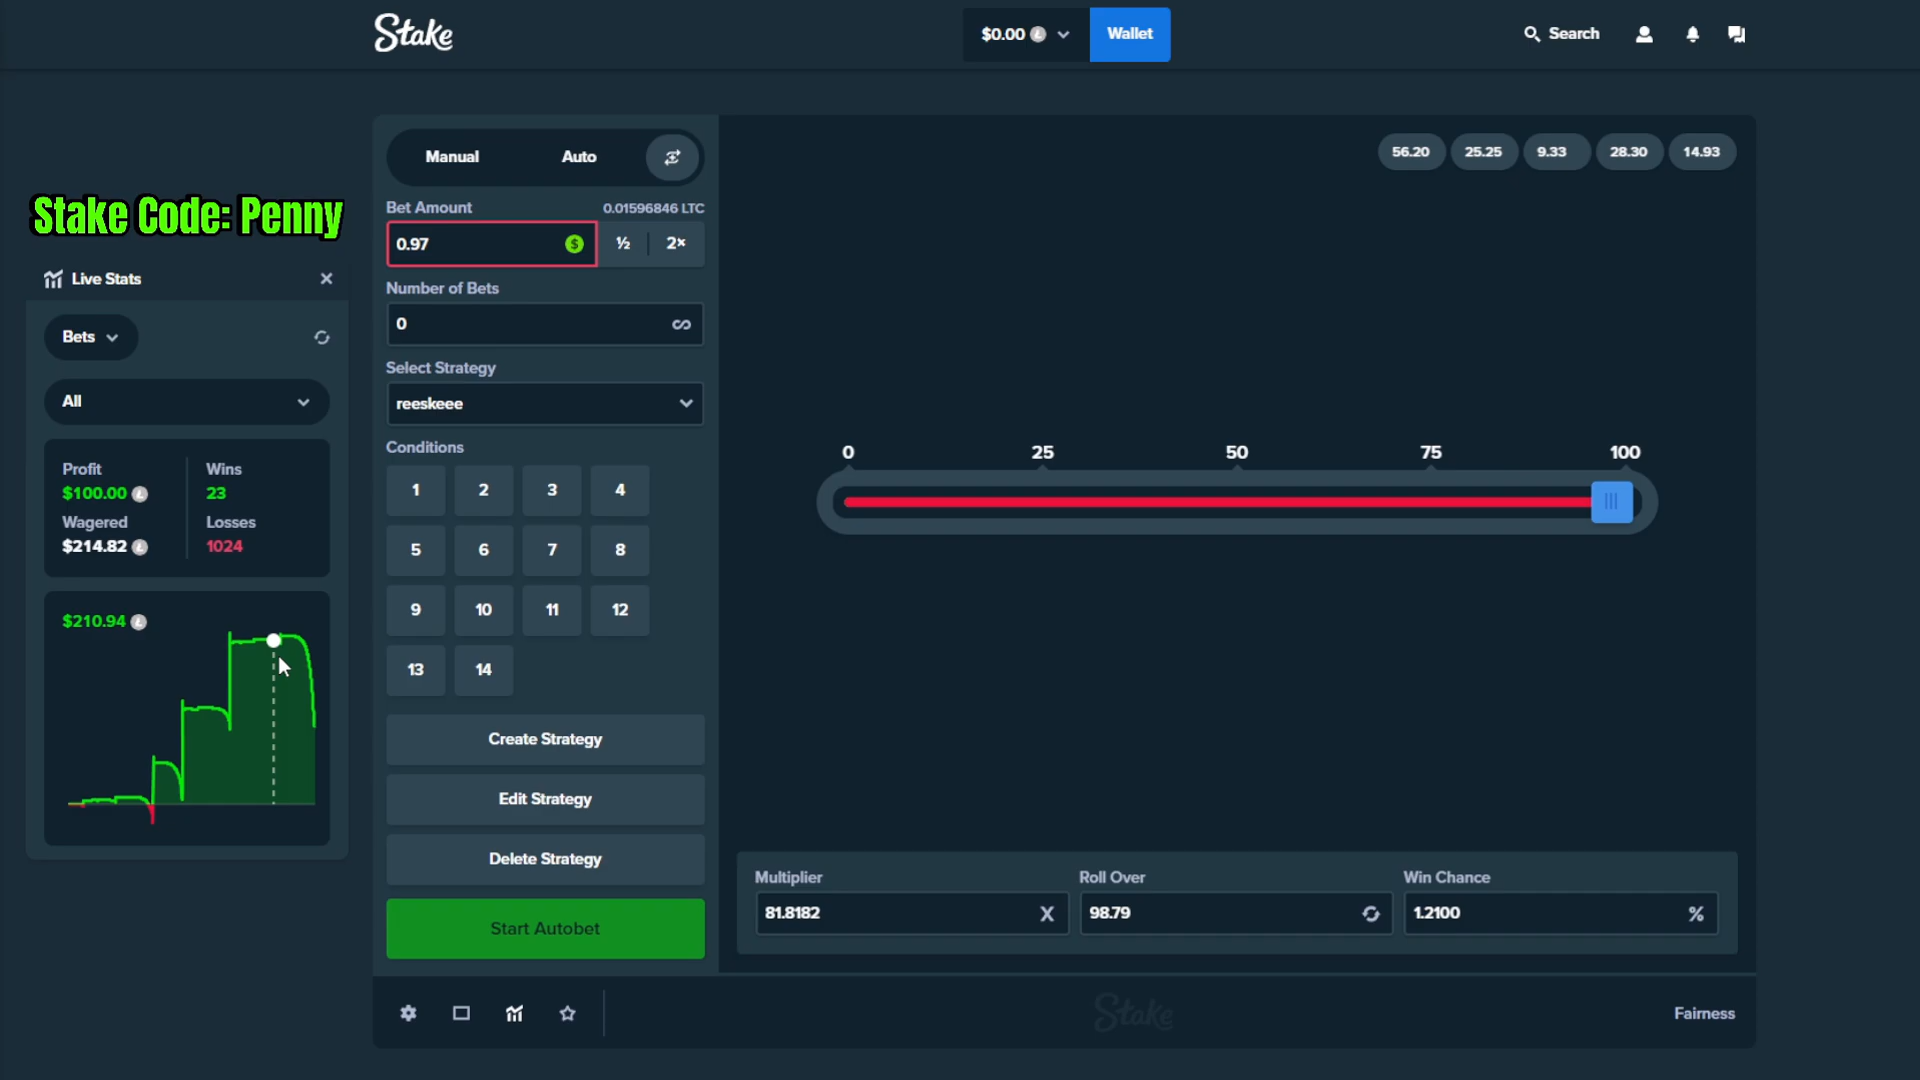 Stake
$0.00
Wallet
Search
Stake Code: Penny
Live Stats
Bets
All
Profit
$100.00
Wins
23
Wagered
$214.82
Losses
1024
$210.94
Manual
Auto
Bet Amount
0.01596846 LTC
0.97
$
½
2×
Number of Bets
0
Select Strategy
reeskeee
Conditions
1
2
3
4
5
6
7
8
9
10
11
12
13
14
Create Strategy
Edit Strategy
Delete Strategy
Start Autobet
56.20
25.25
9.33
28.30
14.93
0
25
50
75
100
Multiplier
81.8182
X
Roll Over
98.79
Win Chance
1.2100
%
Stake
Fairness